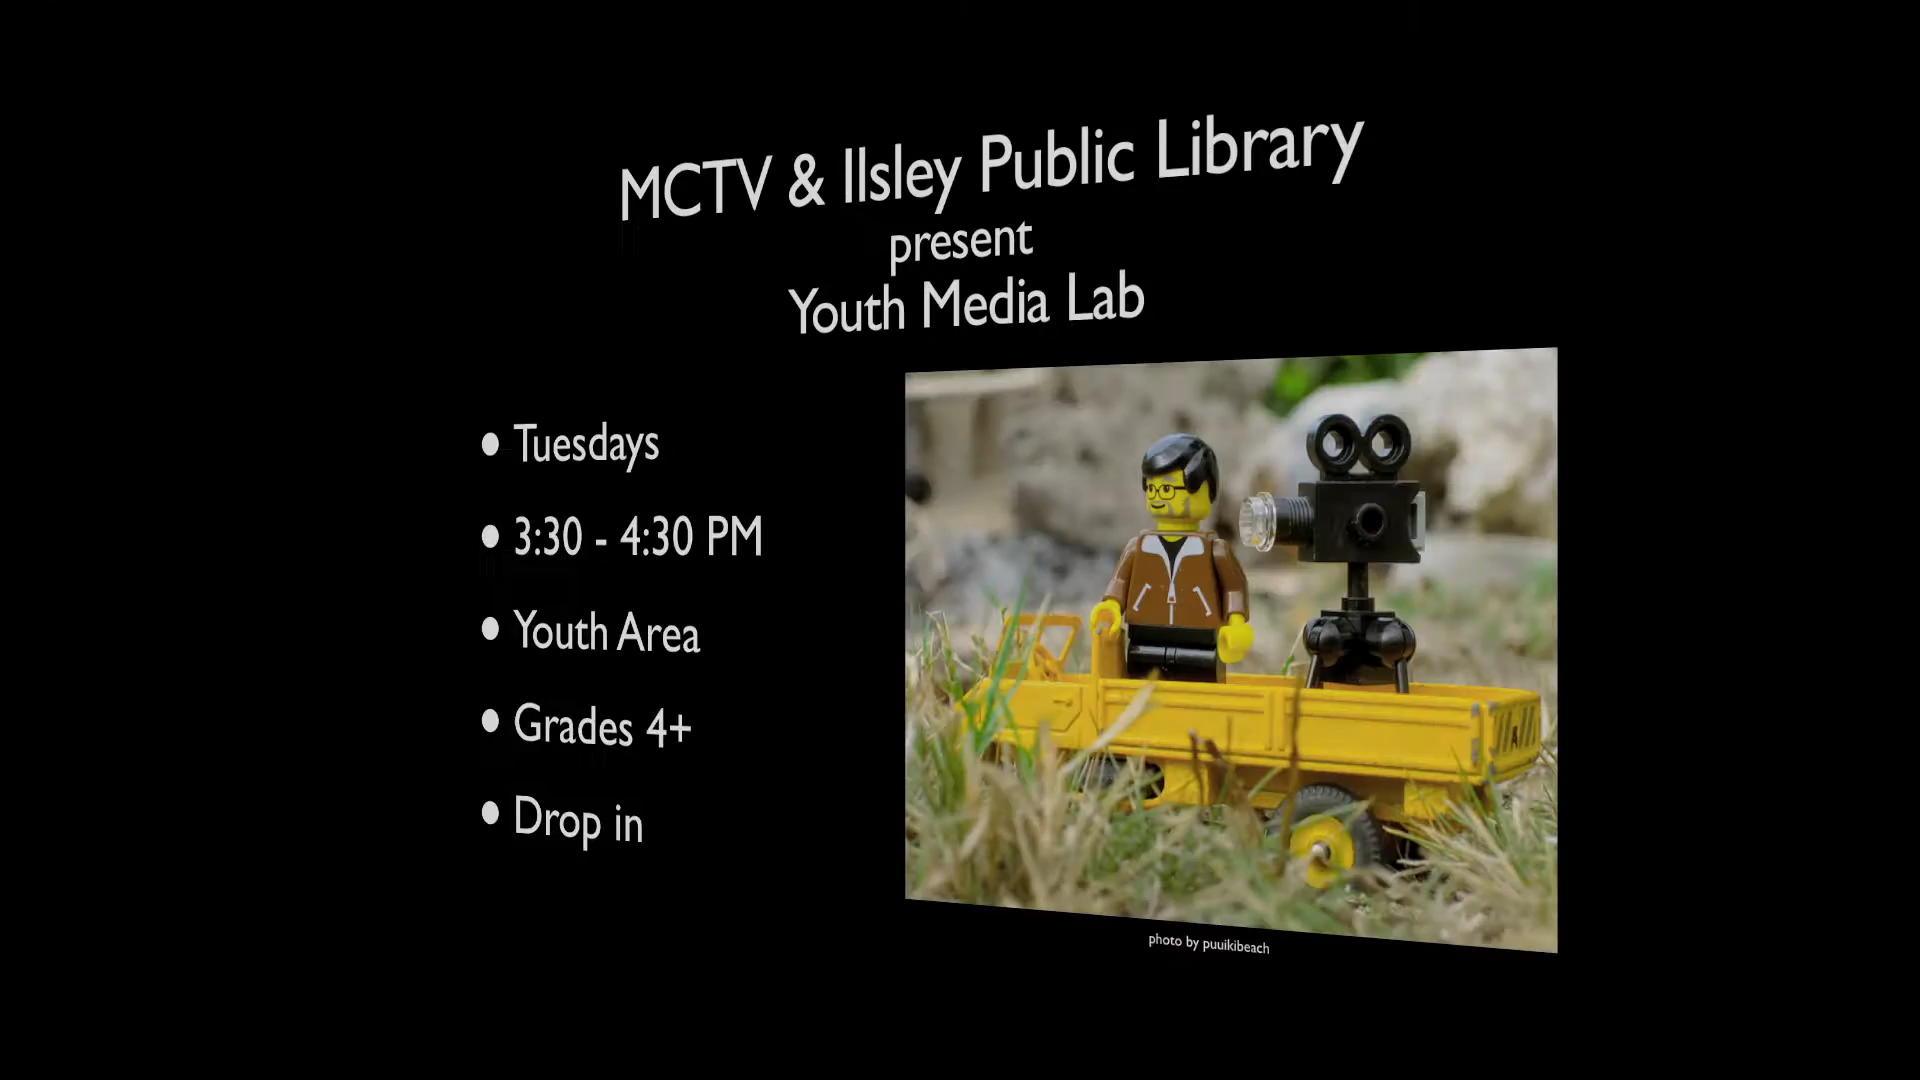 MCTV & Ilsley Public Library
present
Youth Media Lab
• Tuesdays
• 3:30 - 4:30 PM
• Youth Area
• Grades 4+
• Drop in
photo by puuikibeach